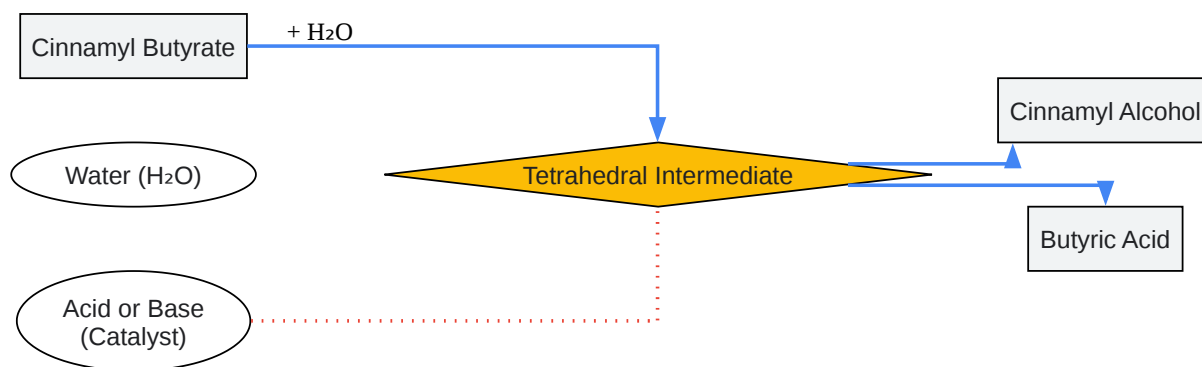 Cinnamyl Butyrate
+ H₂O
Cinnamyl Alcohol
Water (H₂O)
Tetrahedral Intermediate
Butyric Acid
Acid or Base
(Catalyst)